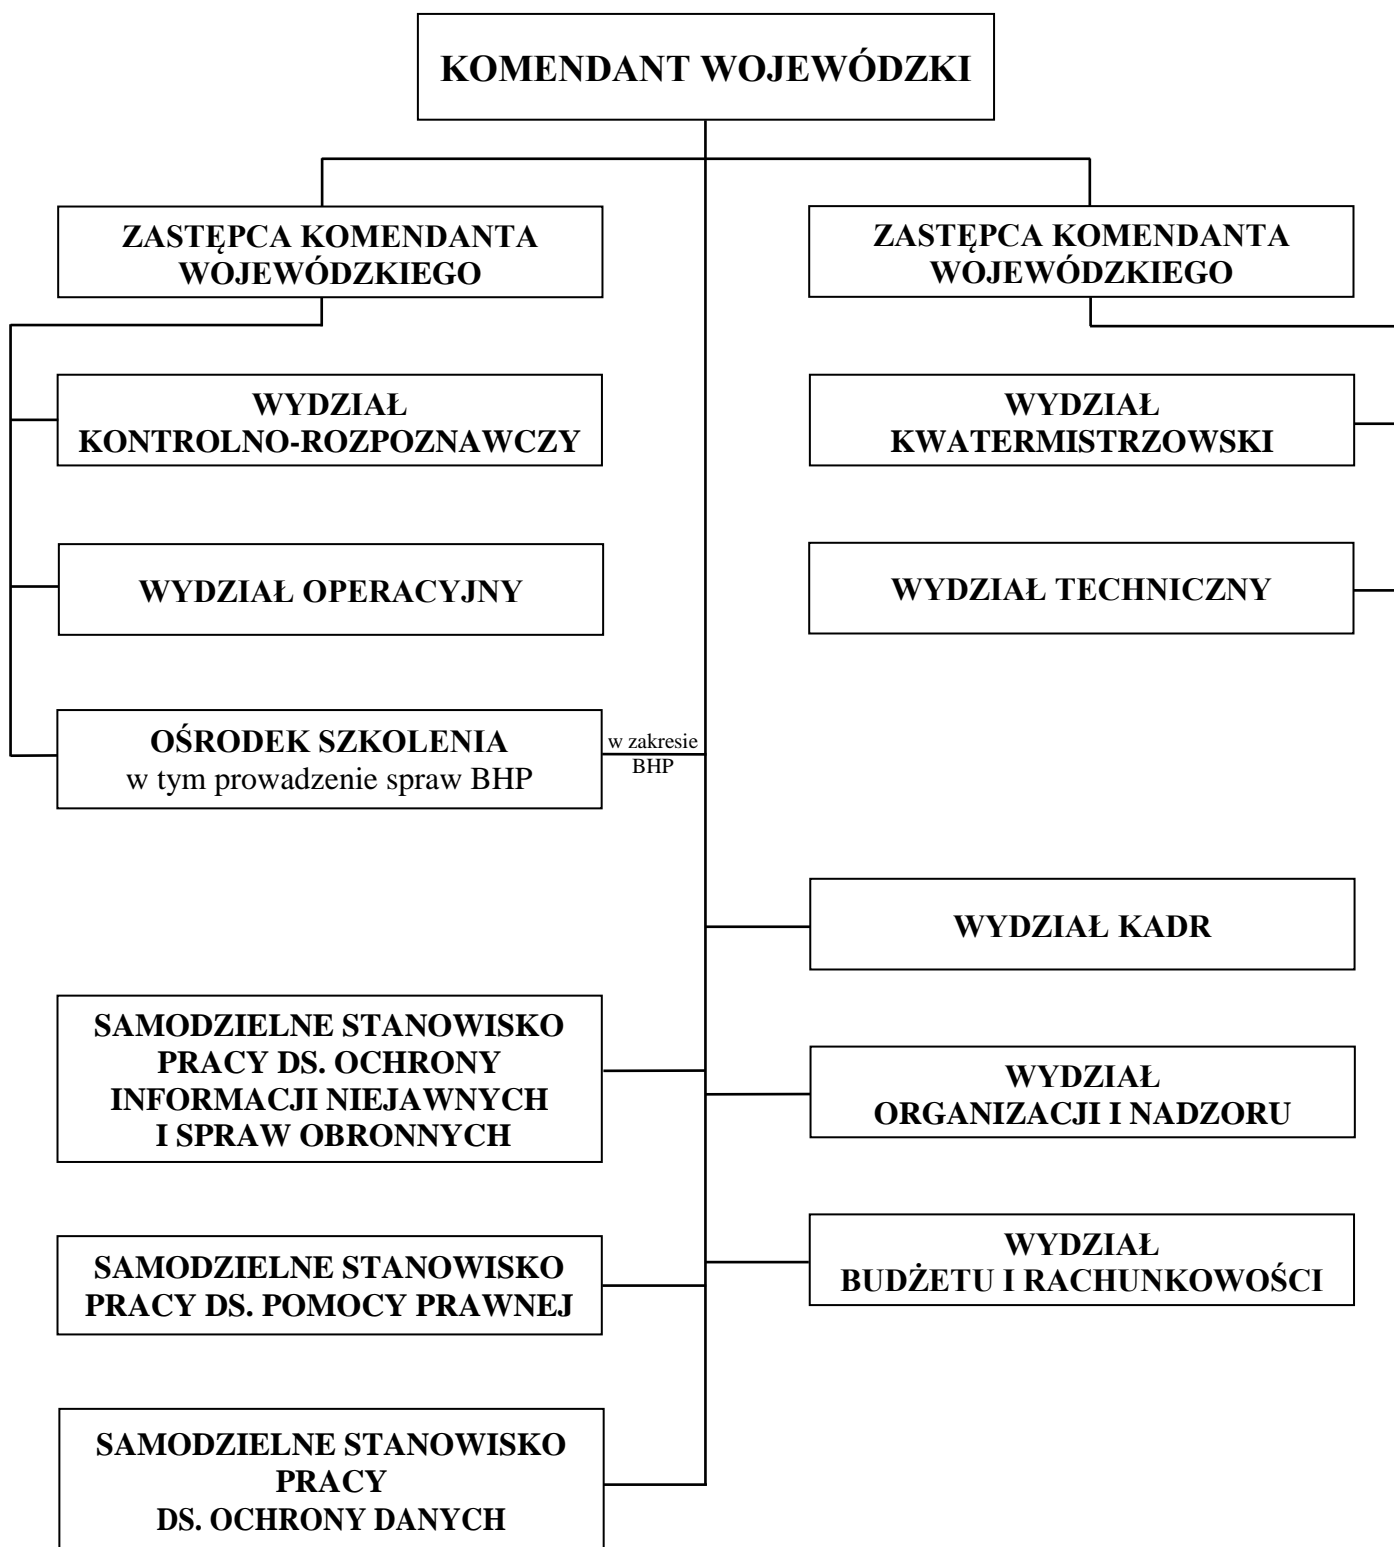 KOMENDANT WOJEWÓDZKI
ZASTĘPCA KOMENDANTA
WOJEWÓDZKIEGO
ZASTĘPCA KOMENDANTA
WOJEWÓDZKIEGO
WYDZIAŁ
KONTROLNO-ROZPOZNAWCZY
WYDZIAŁ
KWATERMISTRZOWSKI
WYDZIAŁ OPERACYJNY
WYDZIAŁ TECHNICZNY
OŚRODEK SZKOLENIA
w tym prowadzenie spraw BHP
w zakresie
BHP
WYDZIAŁ KADR
SAMODZIELNE STANOWISKO
PRACY DS. OCHRONY
INFORMACJI NIEJAWNYCH
I SPRAW OBRONNYCH
WYDZIAŁ
ORGANIZACJI I NADZORU
SAMODZIELNE STANOWISKO
PRACY DS. POMOCY PRAWNEJ
WYDZIAŁ
BUDŻETU I RACHUNKOWOŚCI
SAMODZIELNE STANOWISKO
PRACY
DS. OCHRONY DANYCH